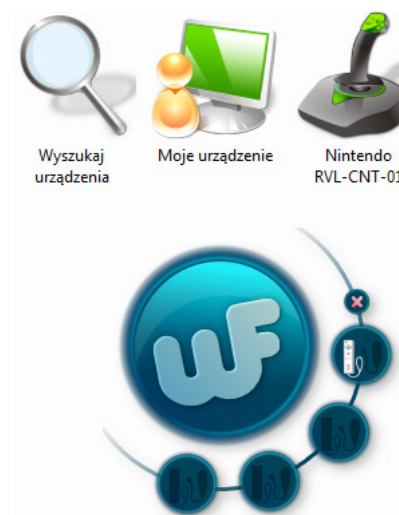 Wyszukaj
urządzenia
Moje urządzenie
Nintendo
RVL-CNT-01
WF